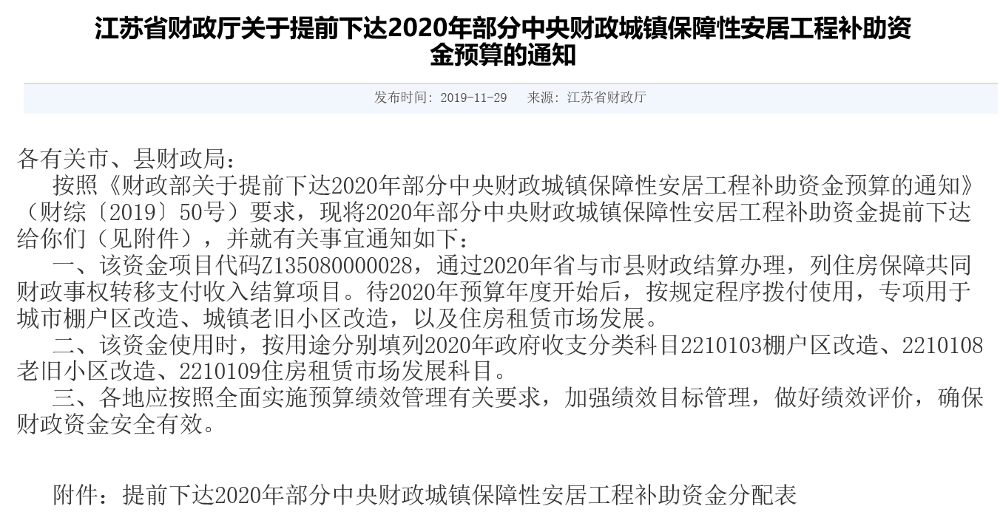 江苏省财政厅关于提前下达2020年部分中央财政城镇保障性安居工程补助资
金预算的通知
发布时间：2019-11-29 来源：江苏省财政厅
各有关市、县财政局：
按照《财政部关于提前下达2020年部分中央财政城镇保障性安居工程补助资金预算的通知》
（财综〔2019〕50号）要求，现将2020年部分中央财政城镇保障性安居工程补助资金提前下达
给你们（见附件），并就有关事宜通知如下：
一、该资金项目代码Z135080000028，通过2020年省与市县财政结算办理，列住房保障共同
财政事权转移支付收入结算项目。待2020年预算年度开始后，按规定程序拨付使用，专项用于
城市棚户区改造、城镇老旧小区改造，以及住房租赁市场发展。
二、该资金使用时，按用途分别填列2020年政府收支分类科目2210103棚户区改造、2210108
老旧小区改造、2210109住房租赁市场发展科目。
三、各地应按照全面实施预算绩效管理有关要求，加强绩效目标管理，做好绩效评价，确保
财政资金安全有效。
附件：提前下达2020年部分中央财政城镇保障性安居工程补助资金分配表